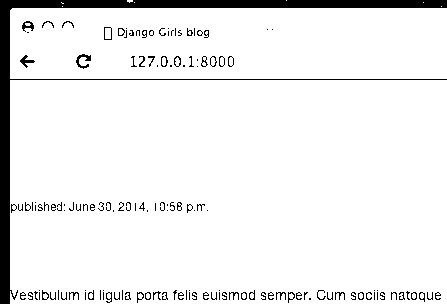 Django Girls blog
127.0.0.1:8000
published: June 30, 2014, 10:58 p.m.
Vestibulum id ligula porta felis euismod semper. Cum sociis natoque